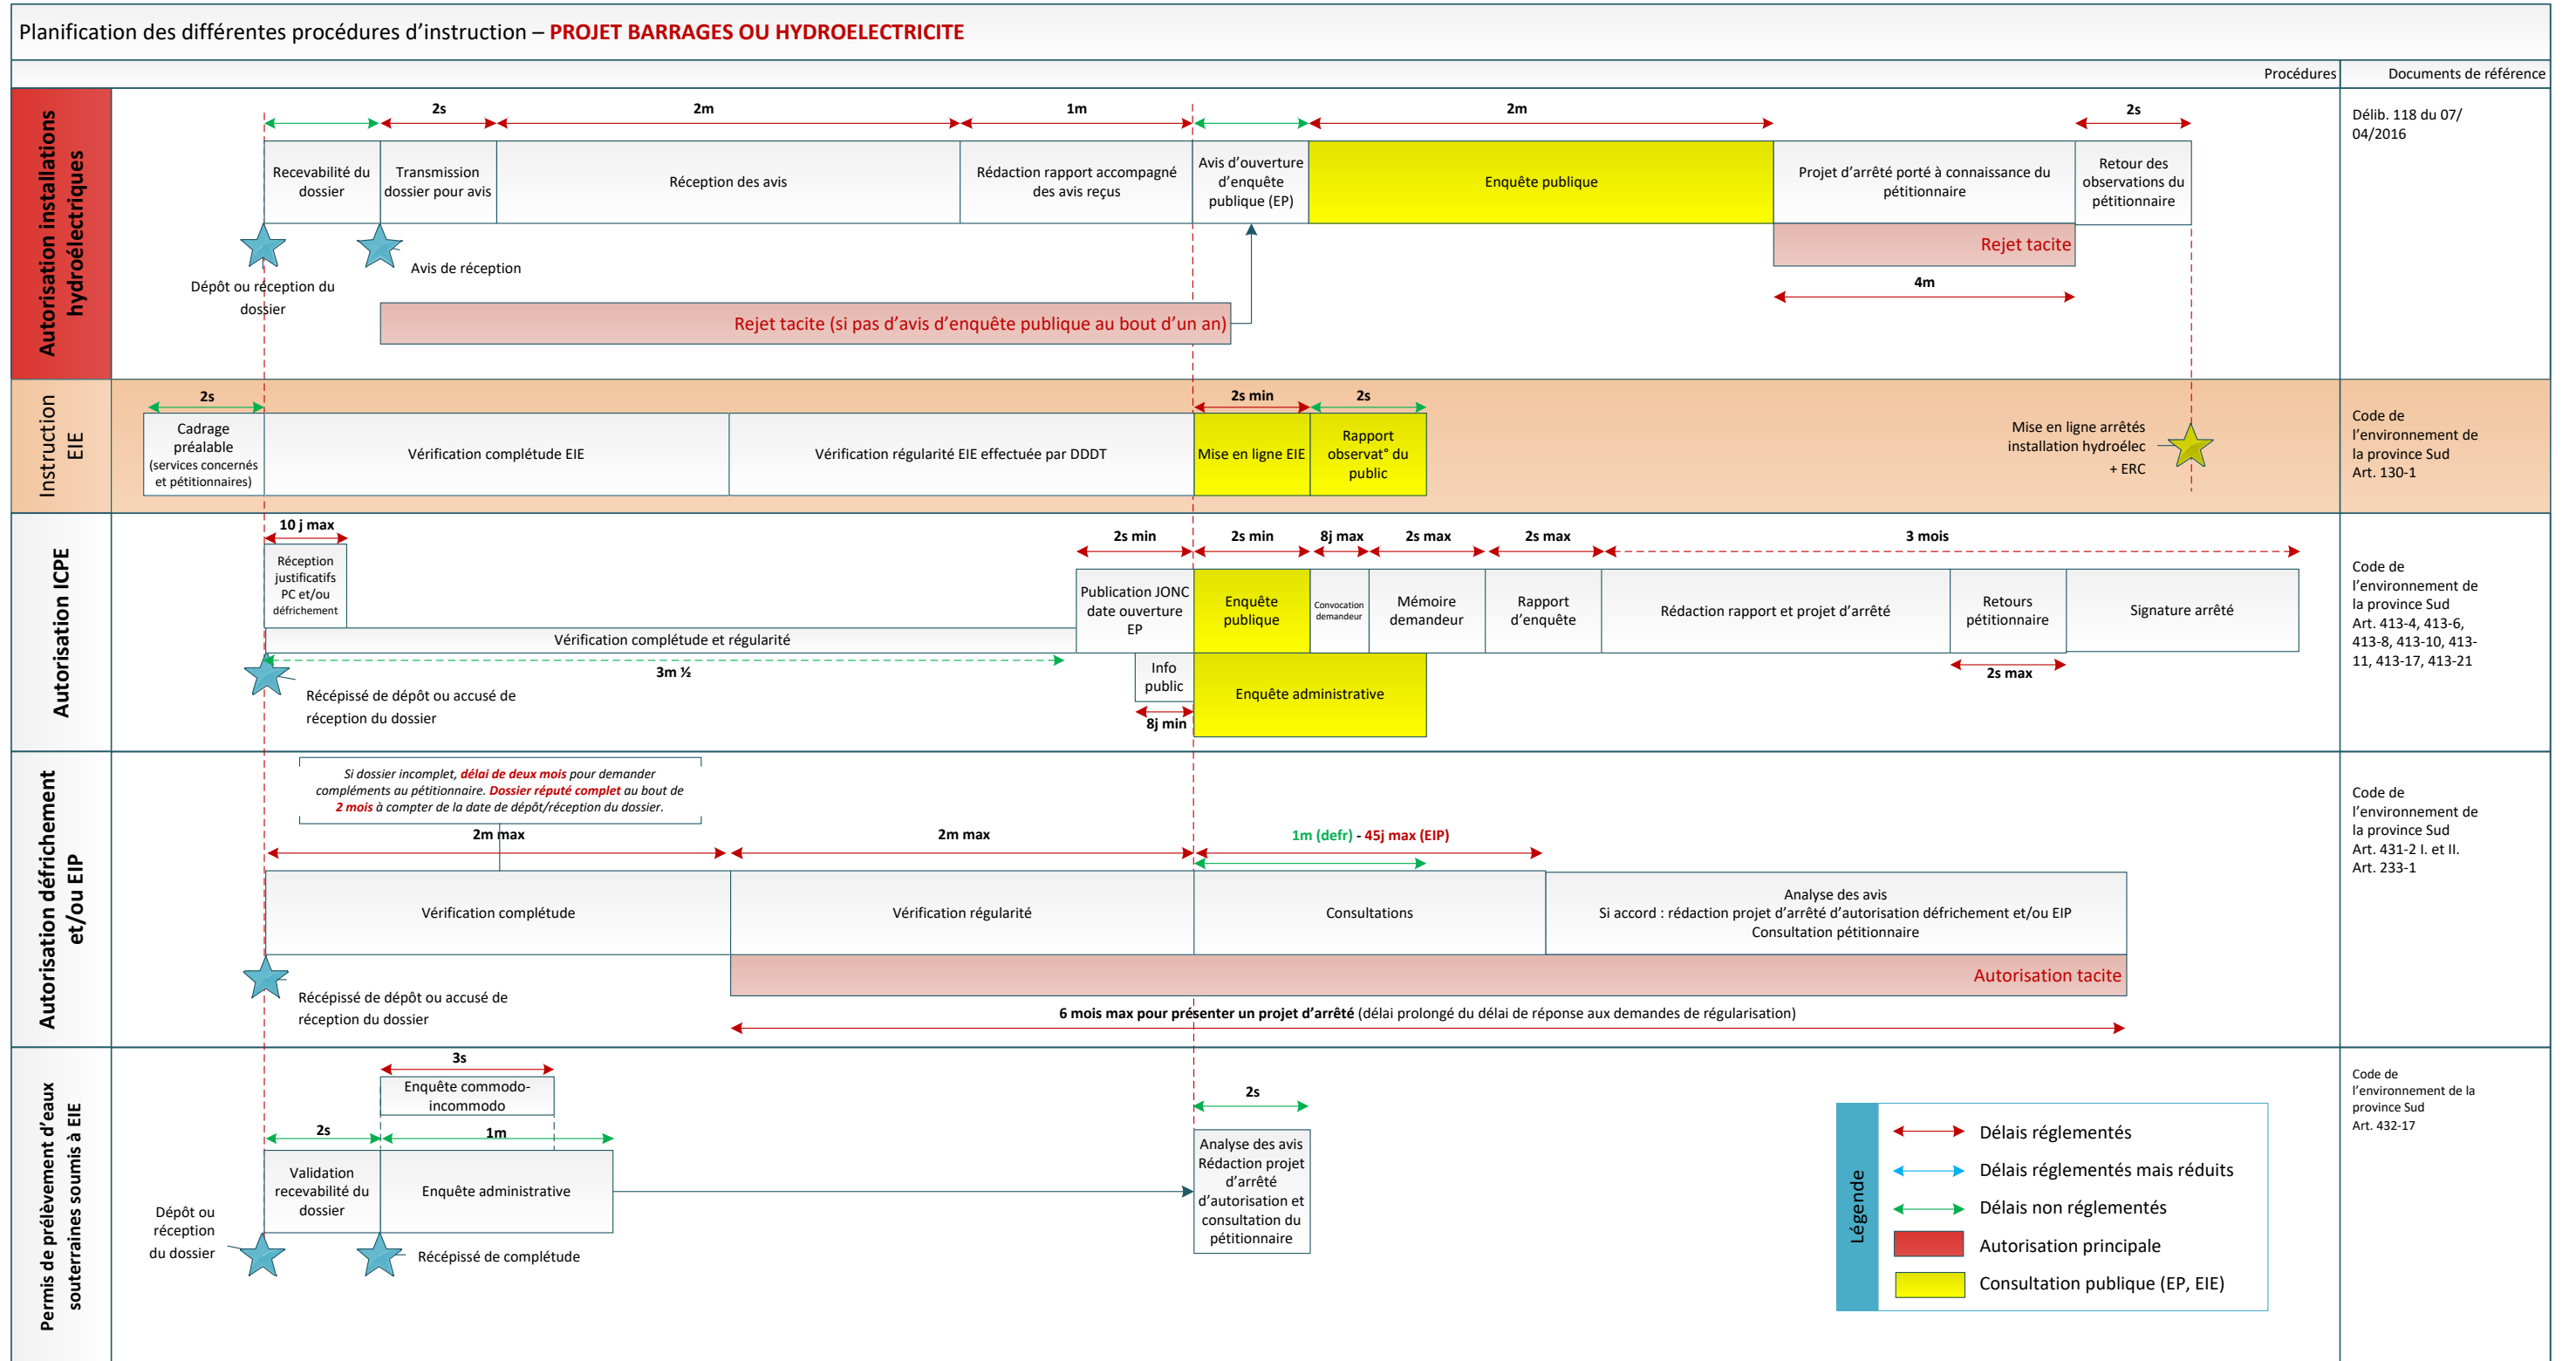 Planification des différentes procédures d’instruction – PROJET BARRAGES OU HYDROELECTRICITE
Procédures
Documents de référence
Autorisation installations
hydroélectriques
2s
2m
1m
2m
2s
Recevabilité du
dossier
Transmission
dossier pour avis
Réception des avis
Rédaction rapport accompagné
des avis reçus
Avis d’ouverture
d’enquête
publique (EP)
Enquête publique
Projet d’arrêté porté à connaissance du
pétitionnaire
Retour des
observations du
pétitionnaire
Rejet tacite
4m
Dépôt ou réception du
dossier
Avis de réception
Rejet tacite (si pas d’avis d’enquête publique au bout d’un an)
Délib. 118 du 07/
04/2016
Instruction
EIE
2s
Cadrage
préalable
(services concernés
et pétitionnaires)
Vérification complétude EIE
Vérification régularité EIE effectuée par DDDT
2s min
Mise en ligne EIE
2s
Rapport
observat° du
public
Mise en ligne arrêtés
installation hydroélec
+ ERC
Code de
l’environnement de
la province Sud
Art. 130-1
Autorisation ICPE
10 j max
Réception
justificatifs
PC et/ou
défrichement
Vérification complétude et régularité
3m ½
Récépissé de dépôt ou accusé de
réception du dossier
2s min
Publication JONC
date ouverture
EP
Info
public
8j min
2s min
Enquête
publique
Enquête administrative
8j max
Convocation
demandeur
2s max
Mémoire
demandeur
2s max
Rapport
d’enquête
3 mois
Rédaction rapport et projet d’arrêté
Retours
pétitionnaire
2s max
Signature arrêté
Code de
l’environnement de
la province Sud
Art. 413-4, 413-6,
413-8, 413-10, 413-
11, 413-17, 413-21
Autorisation défrichement
et/ou EIP
Si dossier incomplet, délai de deux mois pour demander
compléments au pétitionnaire. Dossier réputé complet au bout de
2 mois à compter de la date de dépôt/réception du dossier.
2m max
2m max
1m (defr) - 45j max (EIP)
Vérification complétude
Vérification régularité
Consultations
Analyse des avis
Si accord : rédaction projet d’arrêté d’autorisation défrichement et/ou EIP
Consultation pétitionnaire
Autorisation tacite
Récépissé de dépôt ou accusé de
réception du dossier
6 mois max pour présenter un projet d’arrêté (délai prolongé du délai de réponse aux demandes de régularisation)
Code de
l’environnement de
la province Sud
Art. 431-2 I. et II.
Art. 233-1
Permis de prélèvement d’eaux
souterraines soumis à EIE
3s
Enquête commodo-
incommodo
2s
1m
Validation
recevabilité du
dossier
Enquête administrative
Dépôt ou
réception
du dossier
Récépissé de complétude
2s
Analyse des avis
Rédaction projet
d’arrêté
d’autorisation et
consultation du
pétitionnaire
Code de
l’environnement de la
province Sud
Art. 432-17
Légende
Délais réglementés
Délais réglementés mais réduits
Délais non réglementés
Autorisation principale
Consultation publique (EP, EIE)